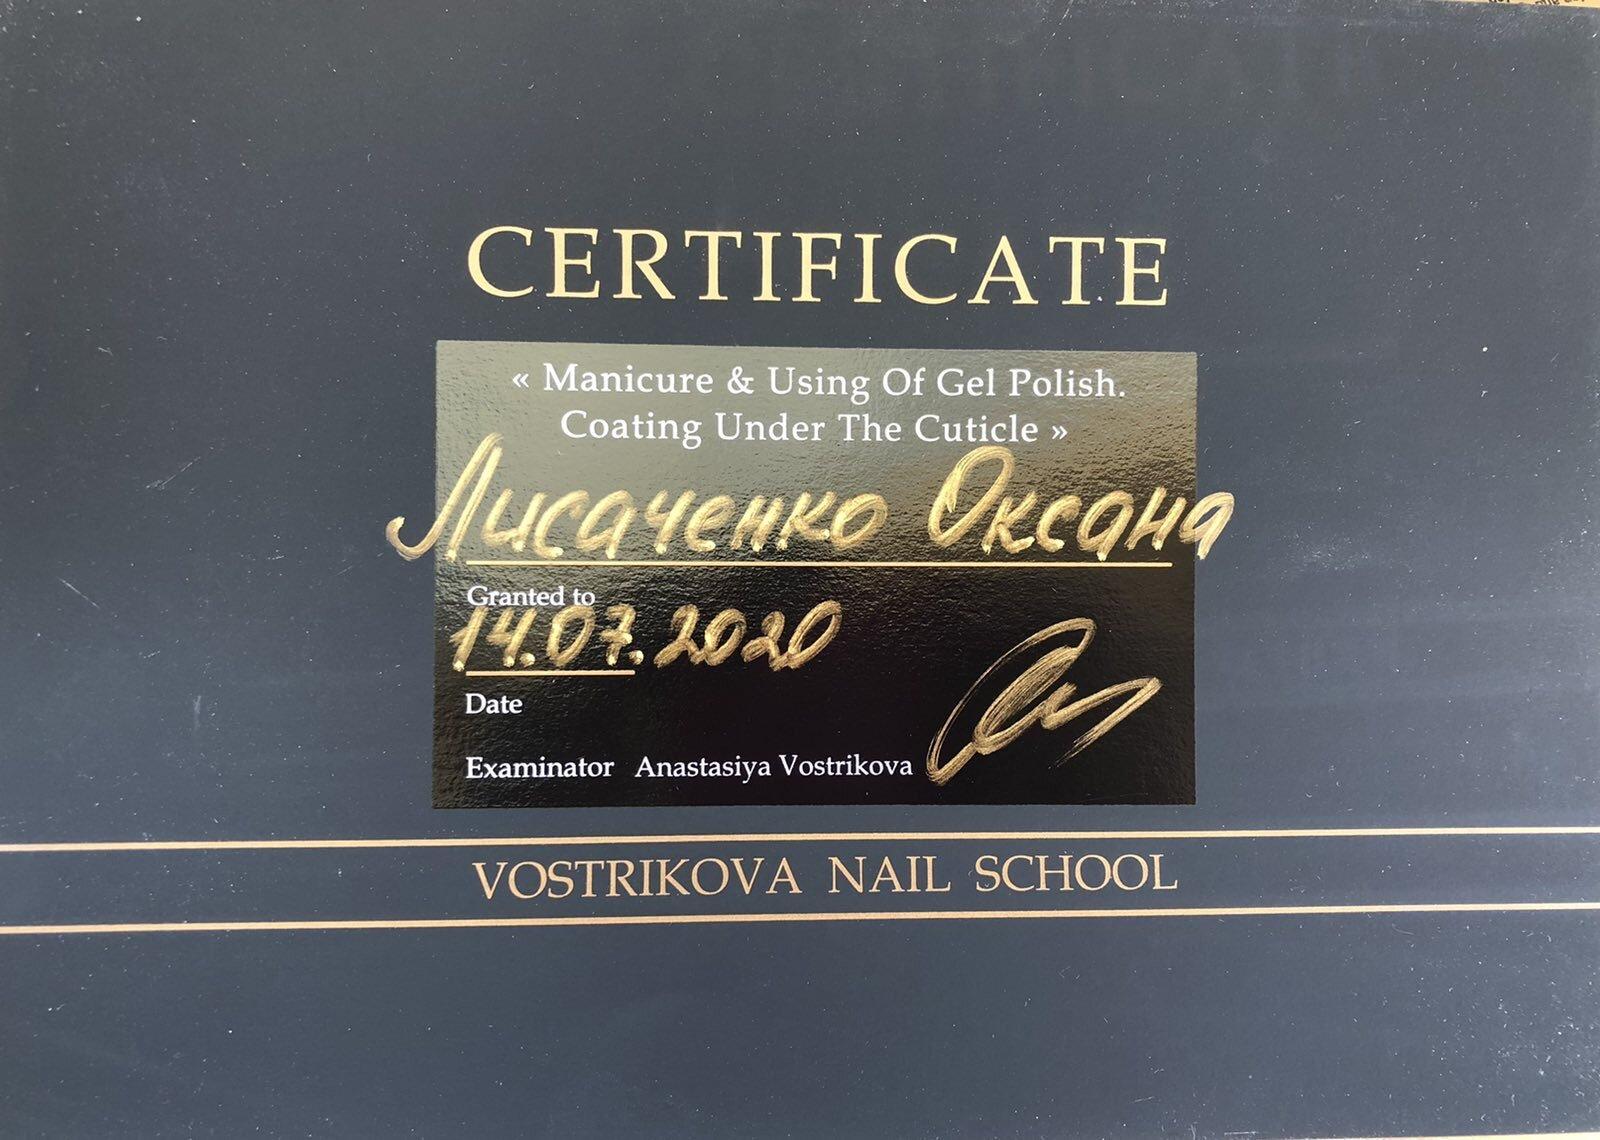 CERTIFICATE
« Manicure & Using Of Gel Polish.
Coating Under The Cuticle »
Лисаченко Оксана
Granted to
14.07.2020
Date
Examinator Anastasiya Vostrikova
VOSTRIKOVA NAIL SCHOOL